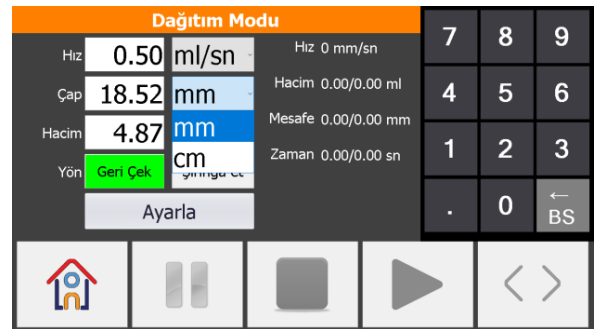 Dağıtım Modu
Hız 0.50 ml/sn
Çap 18.52 mm
mm
Hacim 4.87
cm
Yön Geri Çek Şırınga Et
Ayarla
Hız 0 mm/sn
Hacim 0.00/0.00 ml
Mesafe 0.00/0.00 mm
Zaman 0.00/0.00 sn
7 8 9
4 5 6
1 2 3
. 0 ← BS